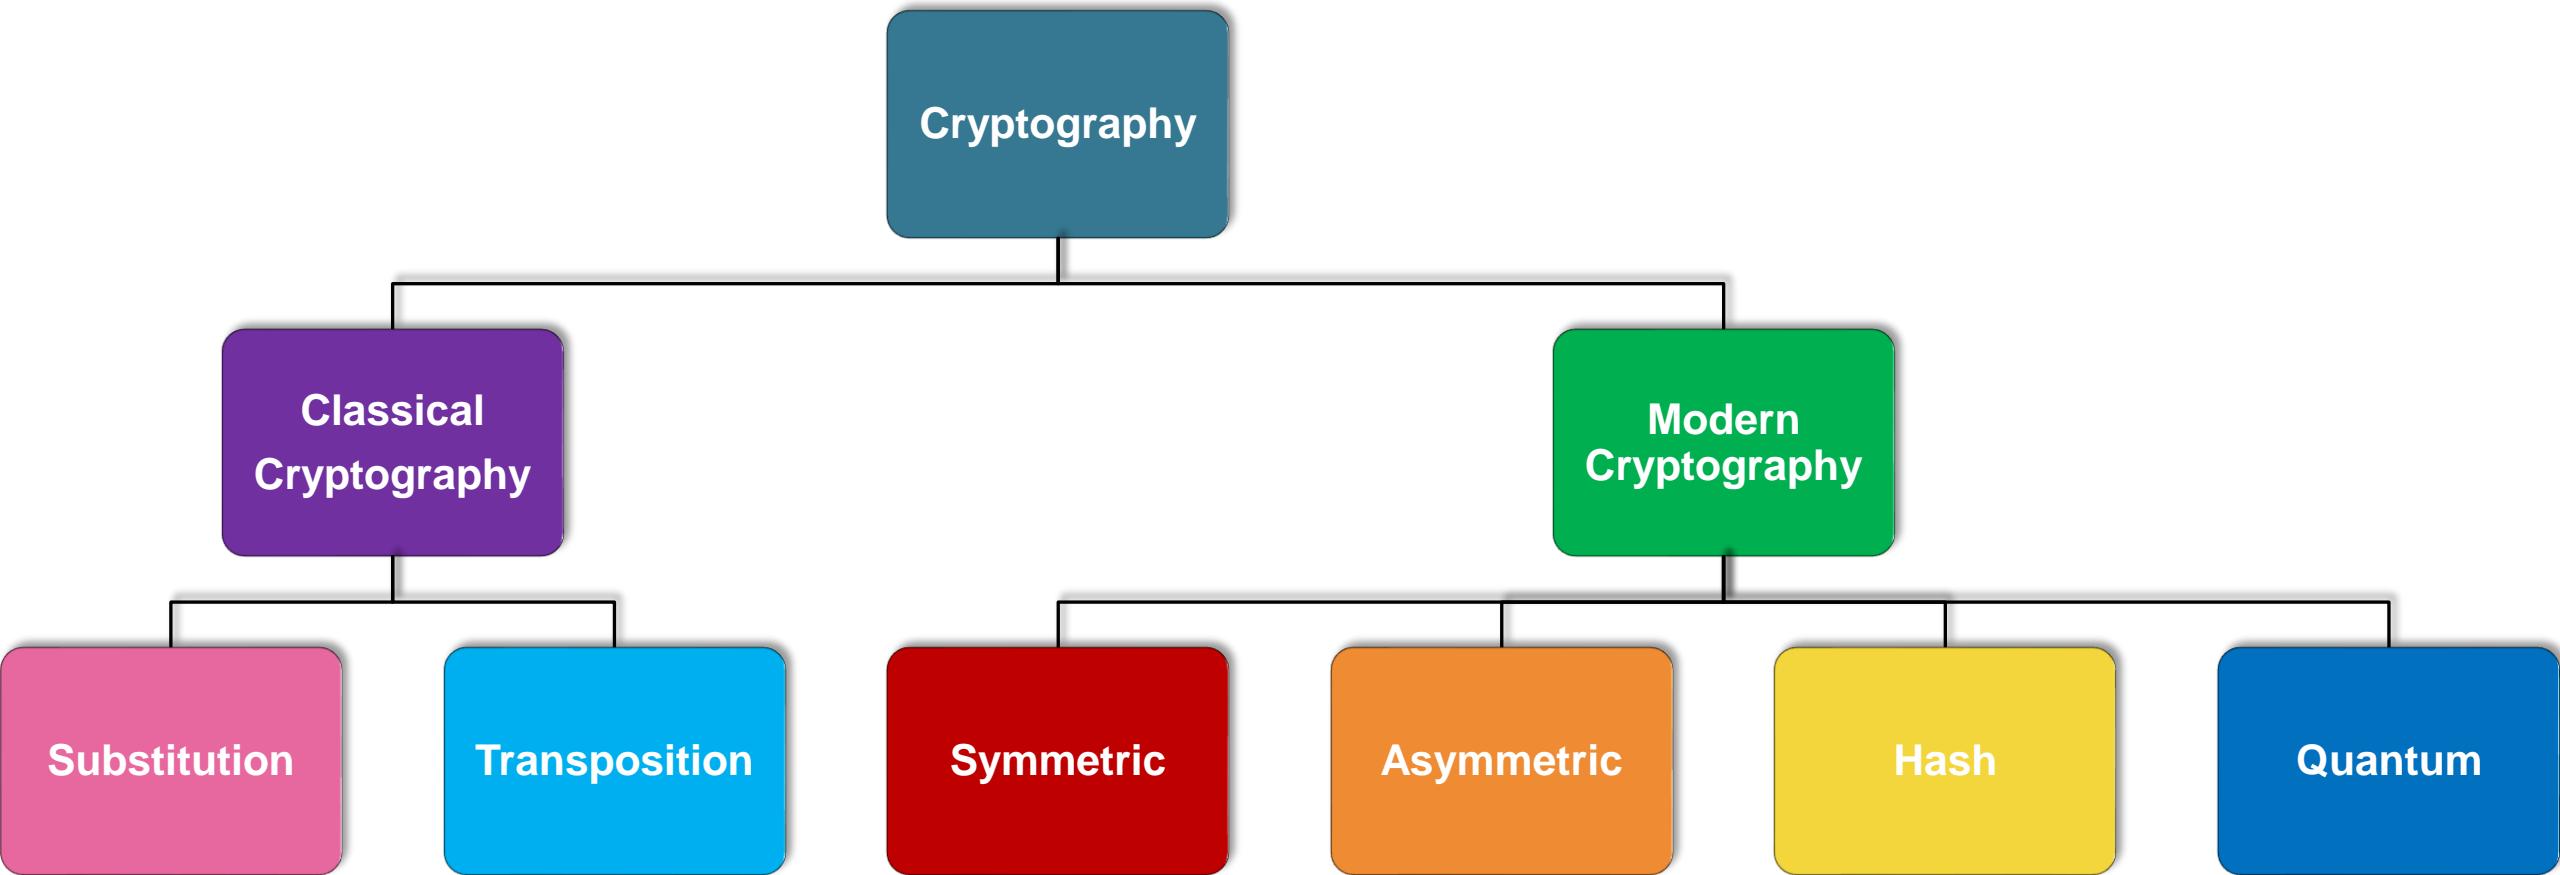 Cryptography
Classical
Cryptography
Modern
Cryptography
Substitution
Transposition
Symmetric
Asymmetric
Hash
Quantum